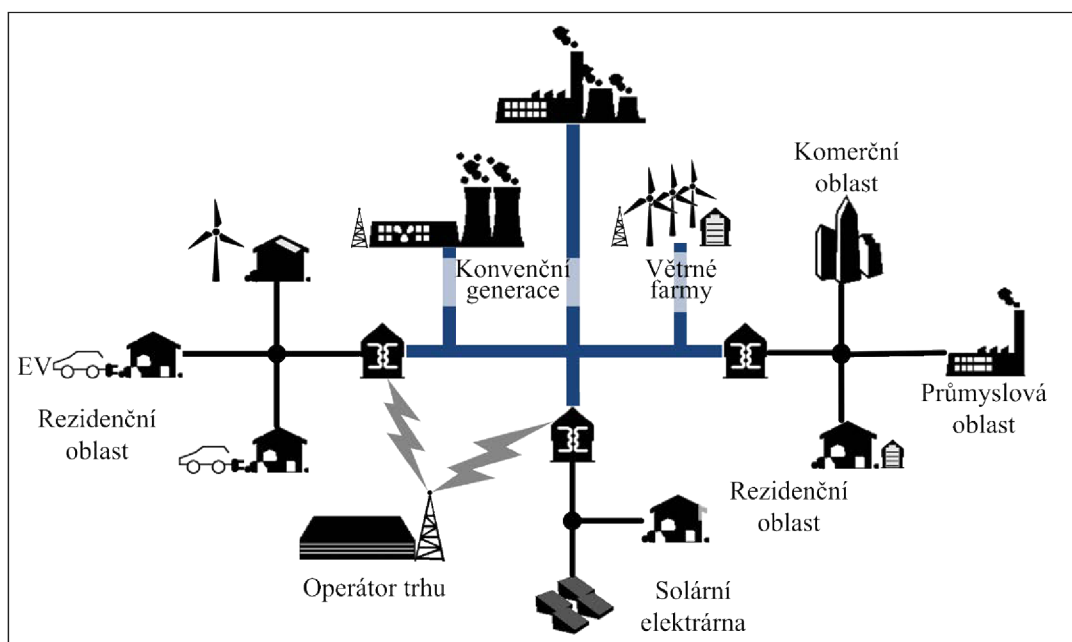 Komerční
oblast
Konvenční
generace
Větrné
farmy
EV
Rezidenční
oblast
Průmyslová
oblast
Rezidenční
oblast
Operátor trhu
Solární
elektrárna